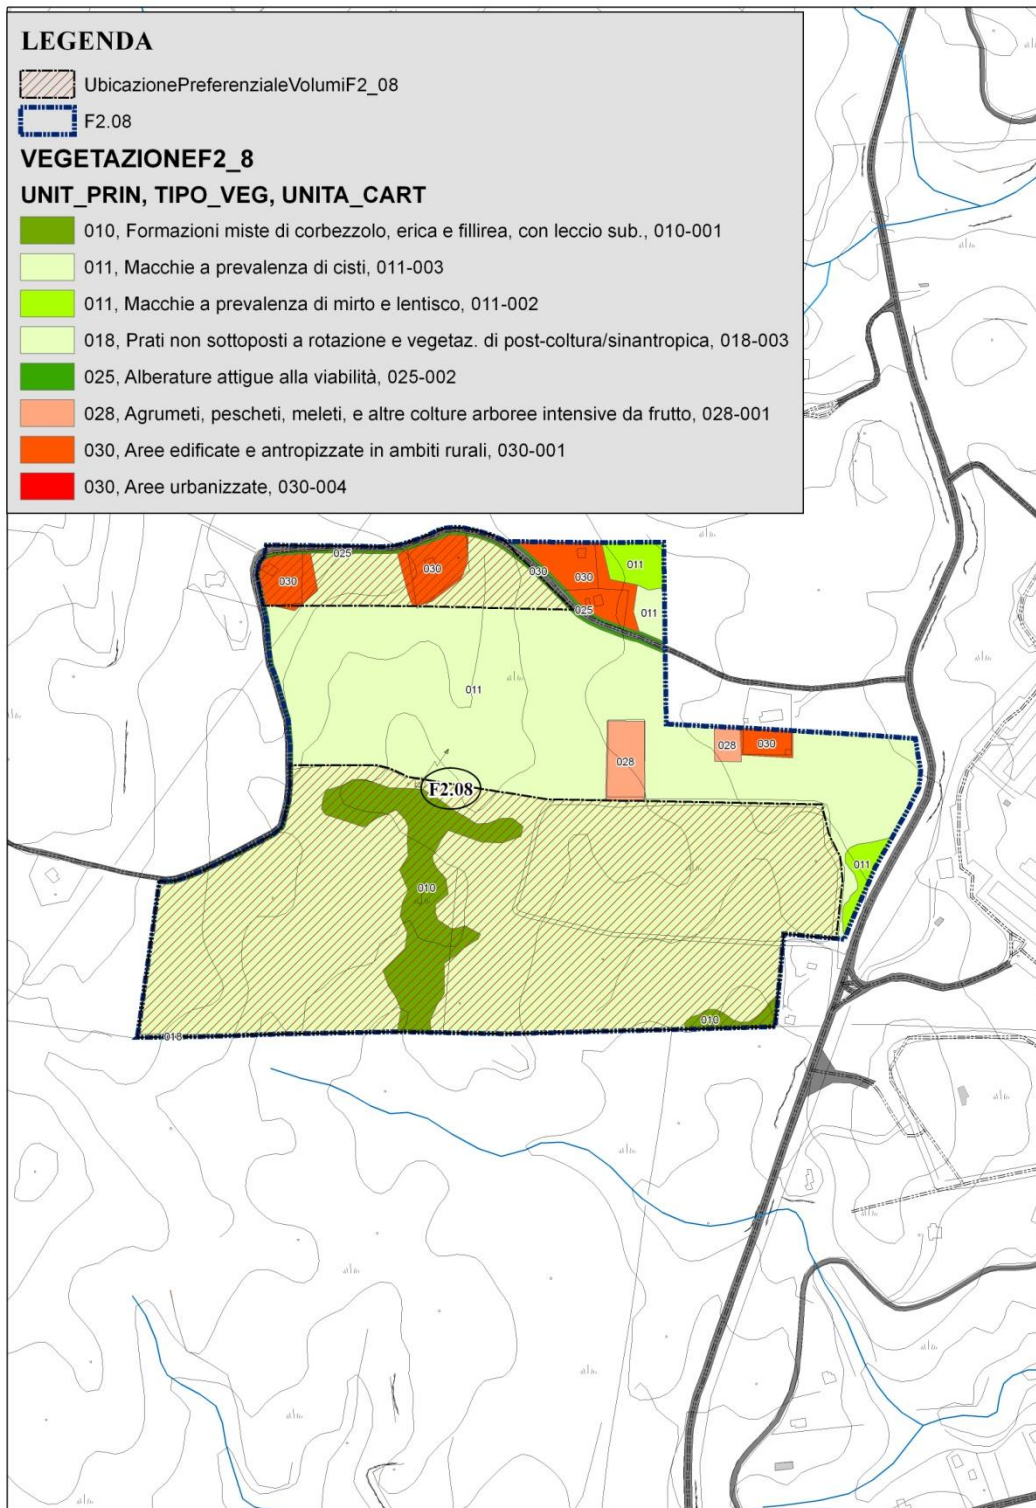 LEGENDA
UbicazionePreferenzialeVolumiF2_08
F2.08
VEGETAZIONEF2_8
UNIT_PRIN, TIPO_VEG, UNITA_CART
010, Formazioni miste di corbezzolo, erica e fillirea, con leccio sub., 010-001
011, Macchie a prevalenza di cisti, 011-003
011, Macchie a prevalenza di mirto e lentisco, 011-002
018, Prati non sottoposti a rotazione e vegetaz. di post-coltura/sinantropica, 018-003
025, Alberature attigue alla viabilità, 025-002
028, Agrumeti, pescheti, meleti, e altre colture arboree intensive da frutto, 028-001
030, Aree edificate e antropizzate in ambiti rurali, 030-001
030, Aree urbanizzate, 030-004
025
030
030
030
030
011
025
011
011
028
030
028
F2.08
011
010
010
018